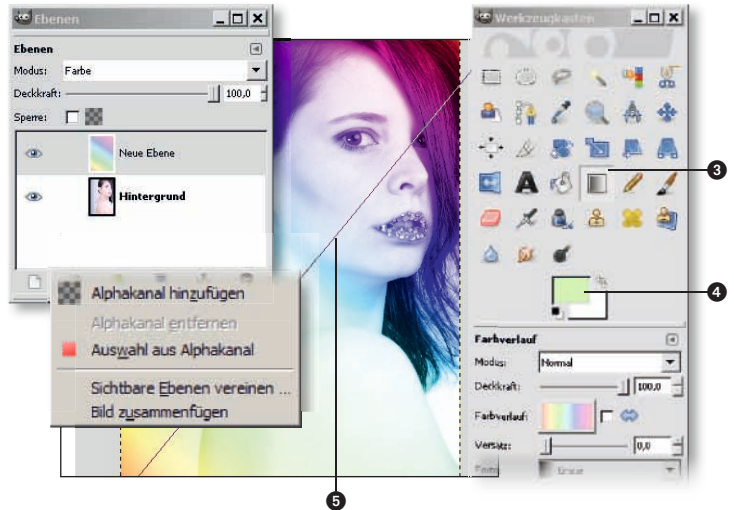 Ebenen
Ebenen
Modus: Farbe
Deckkraft: 100,0
Sperre:
Neue Ebene
Hintergrund
Alphakanal hinzufügen
Alphakanal entfernen
Auswahl aus Alphakanal
Sichtbare Ebenen vereinen ...
Bild zusammenfügen
5
Werkzeugkasten
3
4
Farbverlauf
Modus: Normal
Deckkraft: 100,0
Farbverlauf:
Versatz: 0,0
Linear